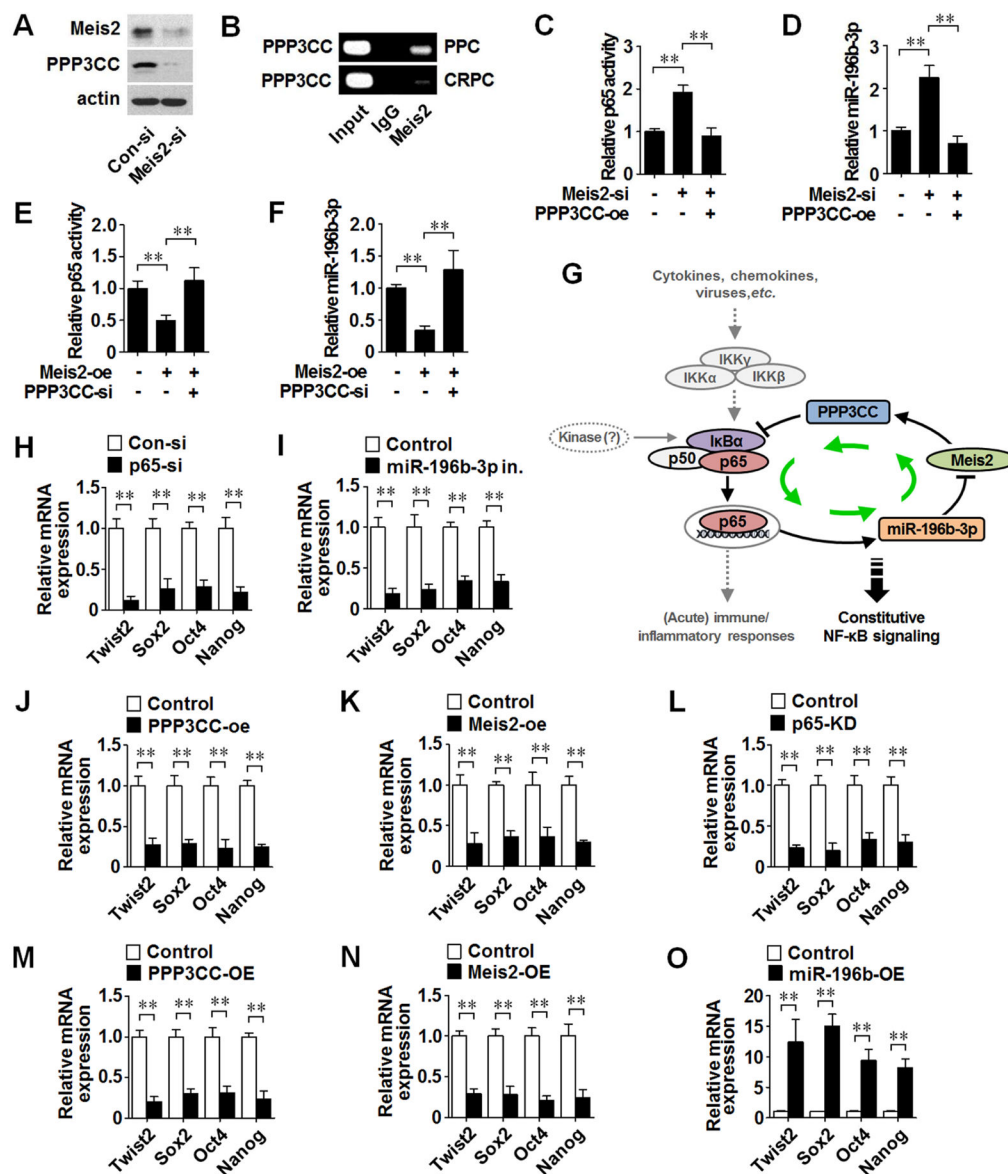 A
Meis2
PPP3CC
actin
Con-si
Meis2-si
B
PPP3CC
PPC
PPP3CC
CRPC
Input
IgG
Meis2
C
Relative p65 activity
3
2
1
0
**
**
Meis2-si - + +
PPP3CC-oe - - +
D
Relative miR-196b-3p
3
2
1
0
**
**
Meis2-si - + +
PPP3CC-oe - - +
E
Relative p65 activity
1.5
1.0
0.5
0
**
**
Meis2-oe - + +
PPP3CC-si - - +
F
Relative miR-196b-3p
2.0
1.5
1.0
0.5
0
**
**
Meis2-oe - + +
PPP3CC-si - - +
G
Cytokines, chemokines,
viruses,etc.
IKKγ
IKKα
IKKβ
PPP3CC
Kinase (?)
IκBα
p50
p65
Meis2
p65
miR-196b-3p
(Acute) immune/
inflammatory responses
Constitutive
NF-κB signaling
H
Con-si
p65-si
Relative mRNA
expression
1.5
1.0
0.5
0
** ** ** **
Twist2
Sox2
Oct4
Nanog
I
Control
miR-196b-3p in.
Relative mRNA
expression
1.5
1.0
0.5
0
** ** ** **
Twist2
Sox2
Oct4
Nanog
J
Control
PPP3CC-oe
Relative mRNA
expression
1.5
1.0
0.5
0
** ** ** **
Twist2
Sox2
Oct4
Nanog
K
Control
Meis2-oe
Relative mRNA
expression
1.5
1.0
0.5
0
** ** ** **
Twist2
Sox2
Oct4
Nanog
L
Control
p65-KD
Relative mRNA
expression
1.5
1.0
0.5
0
** ** ** **
Twist2
Sox2
Oct4
Nanog
M
Control
PPP3CC-OE
Relative mRNA
expression
1.5
1.0
0.5
0
** ** ** **
Twist2
Sox2
Oct4
Nanog
N
Control
Meis2-OE
Relative mRNA
expression
1.5
1.0
0.5
0
** ** ** **
Twist2
Sox2
Oct4
Nanog
O
Control
miR-196b-OE
Relative mRNA
expression
20
15
10
5
0
** ** ** **
Twist2
Sox2
Oct4
Nanog